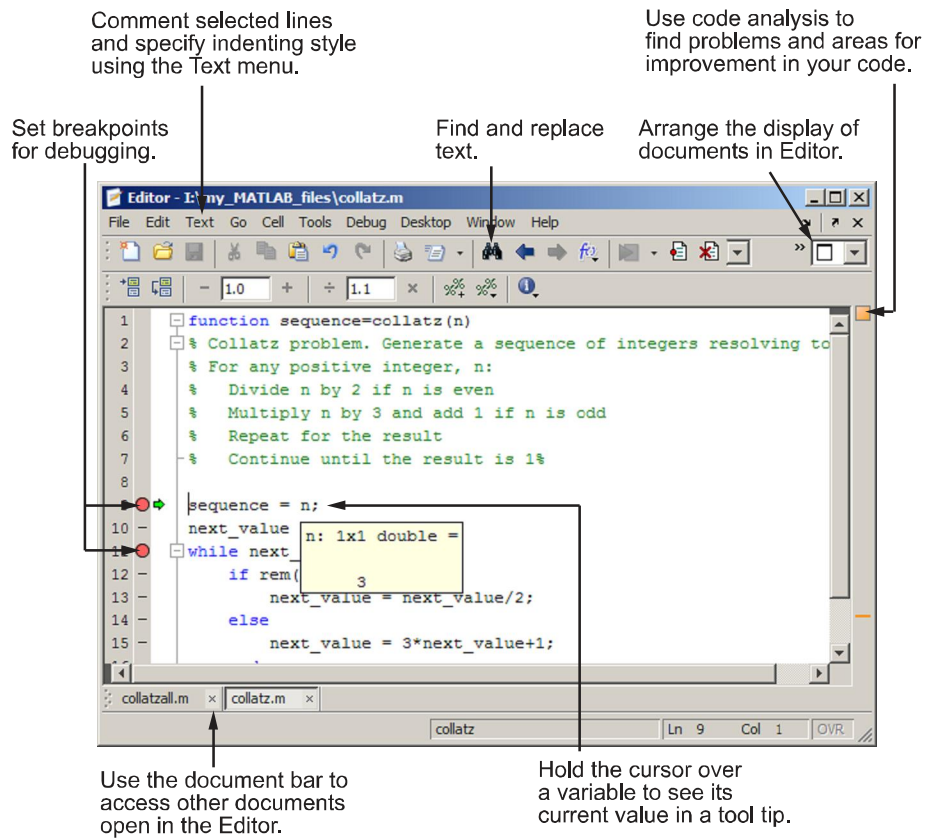 Comment selected lines
and specify indenting style
using the Text menu.
Use code analysis to
find problems and areas for
improvement in your code.
Set breakpoints
for debugging.
Find and replace
text.
Arrange the display of
documents in Editor.
Editor - I:\my_MATLAB_files\collatz.m
File Edit Text Go Cell Tools Debug Desktop Window Help
1.0
1.1
1 function sequence=collatz(n)
2 % Collatz problem. Generate a sequence of integers resolving to
3 % For any positive integer, n:
4 % Divide n by 2 if n is even
5 % Multiply n by 3 and add 1 if n is odd
6 % Repeat for the result
7 % Continue until the result is 1%
8
sequence = n;
10 next_value
n: 1x1 double =
3
while next_
12 if rem(
13 next_value = next_value/2;
14 else
15 next_value = 3*next_value+1;
collatzall.m collatz.m
collatz Ln 9 Col 1 OVR
Use the document bar to
access other documents
open in the Editor.
Hold the cursor over
a variable to see its
current value in a tool tip.